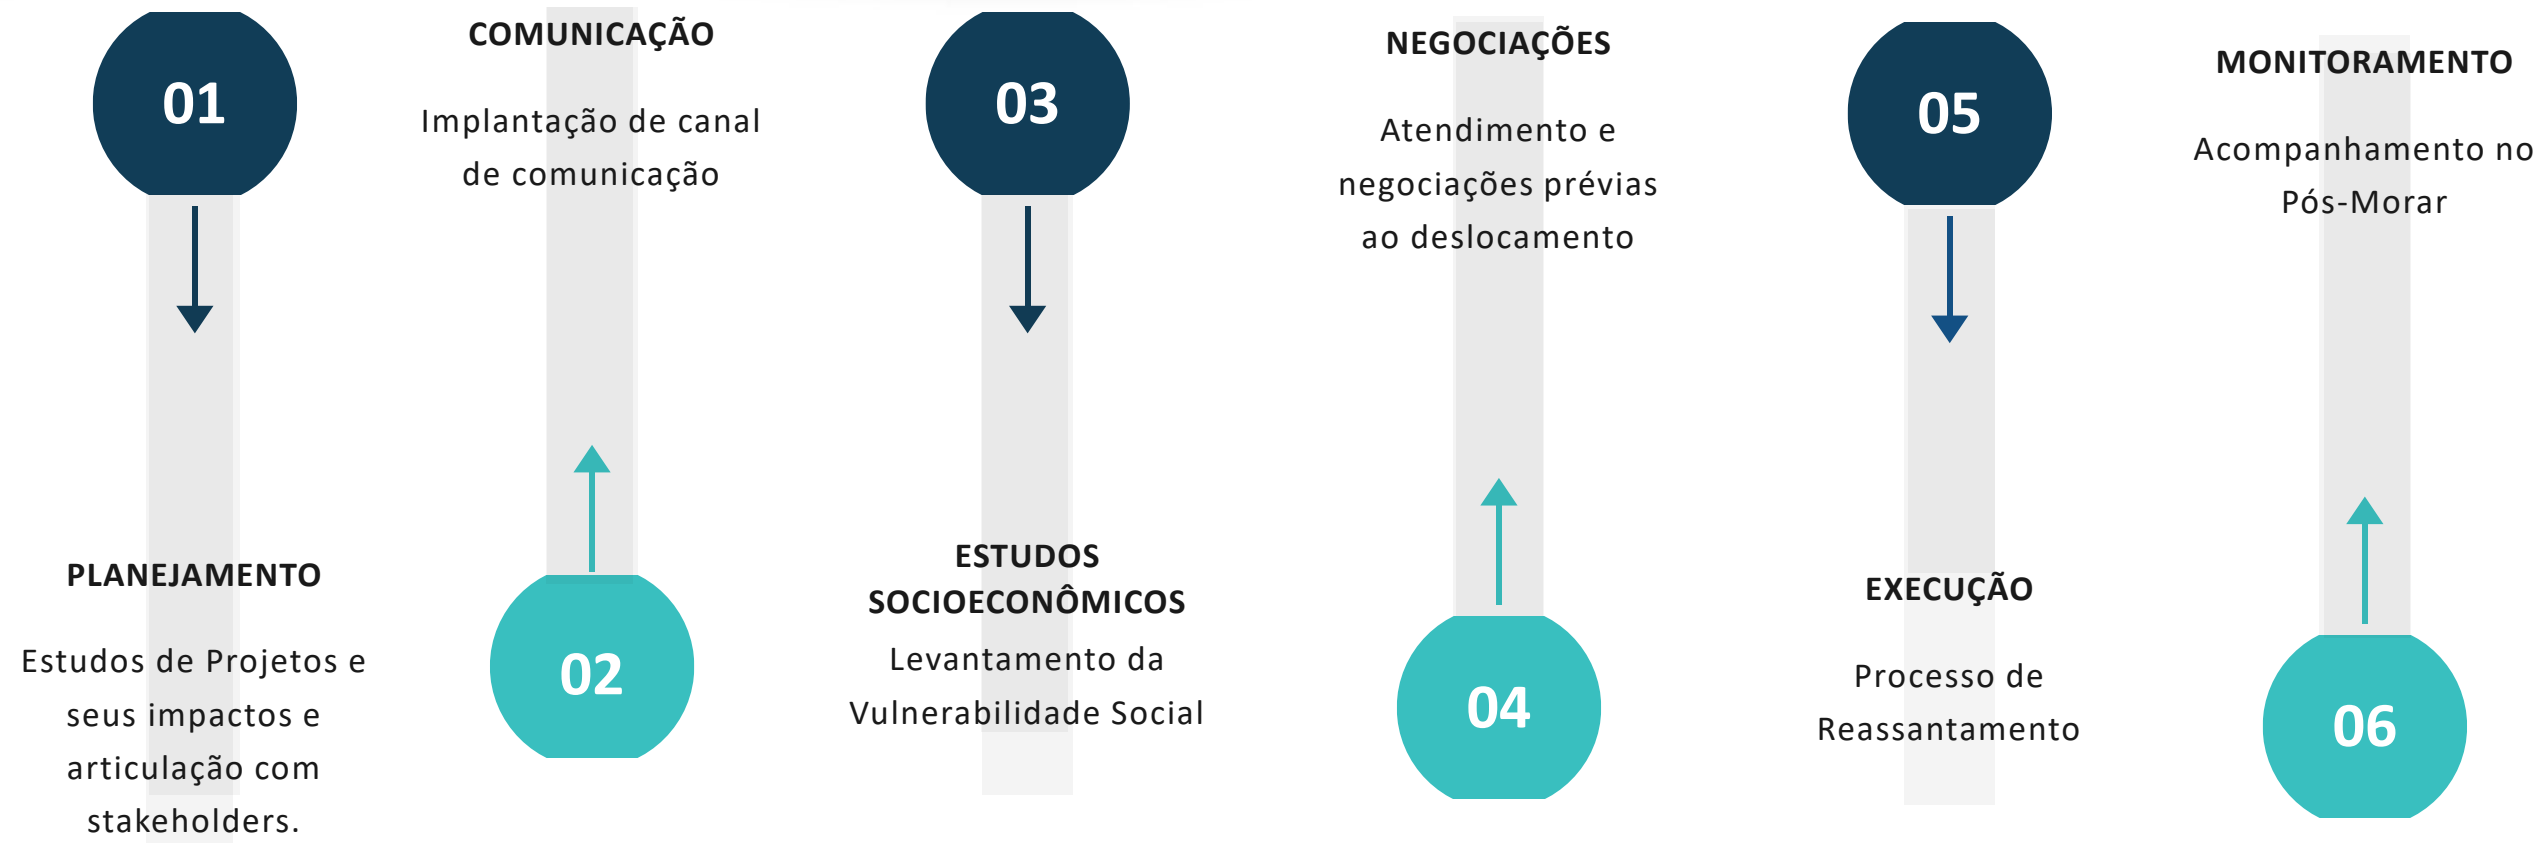 01
PLANEJAMENTO
Estudos de Projetos e
seus impactos e
articulação com
stakeholders.
COMUNICAÇÃO
Implantação de canal
de comunicação
02
03
ESTUDOS
SOCIOECONÔMICOS
Levantamento da
Vulnerabilidade Social
NEGOCIAÇÕES
Atendimento e
negociações prévias
ao deslocamento
04
05
EXECUÇÃO
Processo de
Reassantamento
MONITORAMENTO
Acompanhamento no
Pós-Morar
06